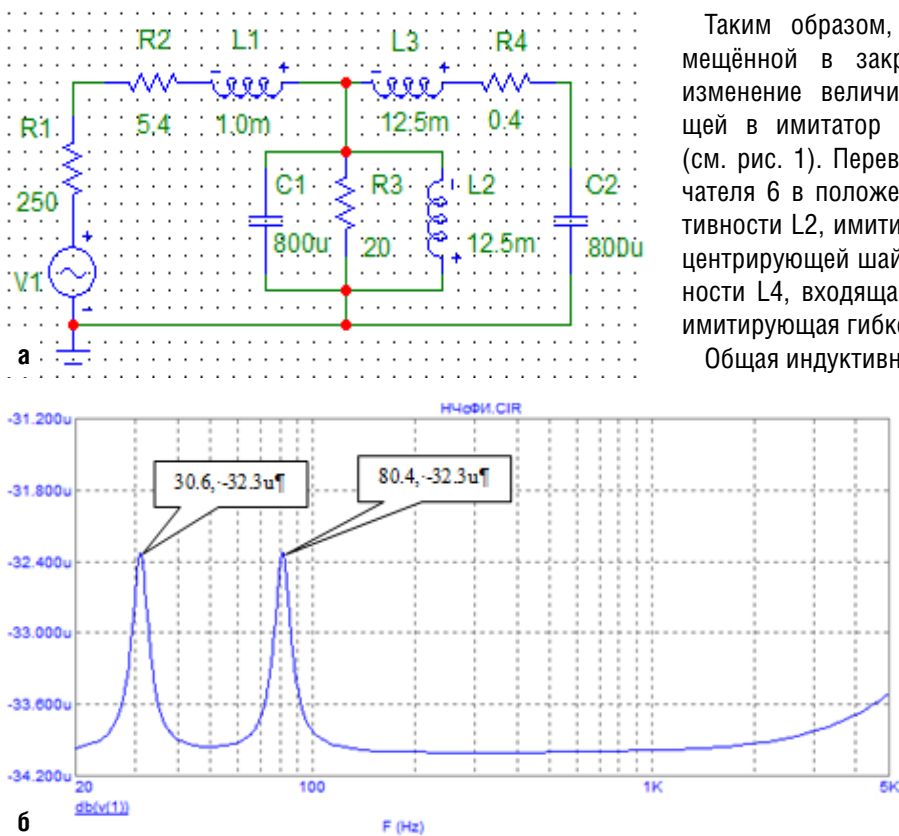 R2 L1 L3 R4
5.4 1.0m 12.5m 0.4
R1
250
C1 R3 L2 C2
800u 20 12.5m 800u
V1
а
Таким образом,
мещённой в закр
изменение величи
щей в имитатор
(см. рис. 1). Перев
чателя 6 в положе
тивности L2, имити
центрирующей шай
ности L4, входяща
имитирующая гибко
Общая индуктивн
НЧсФИ.CIR
-31.200u
-31.800u
-32.400u
-33.000u
-33.600u
-34.200u
30.6,·-32.3u¶
80.4,·-32.3u¶
20 100 1K 5K
db(v(1))
F (Hz)
б